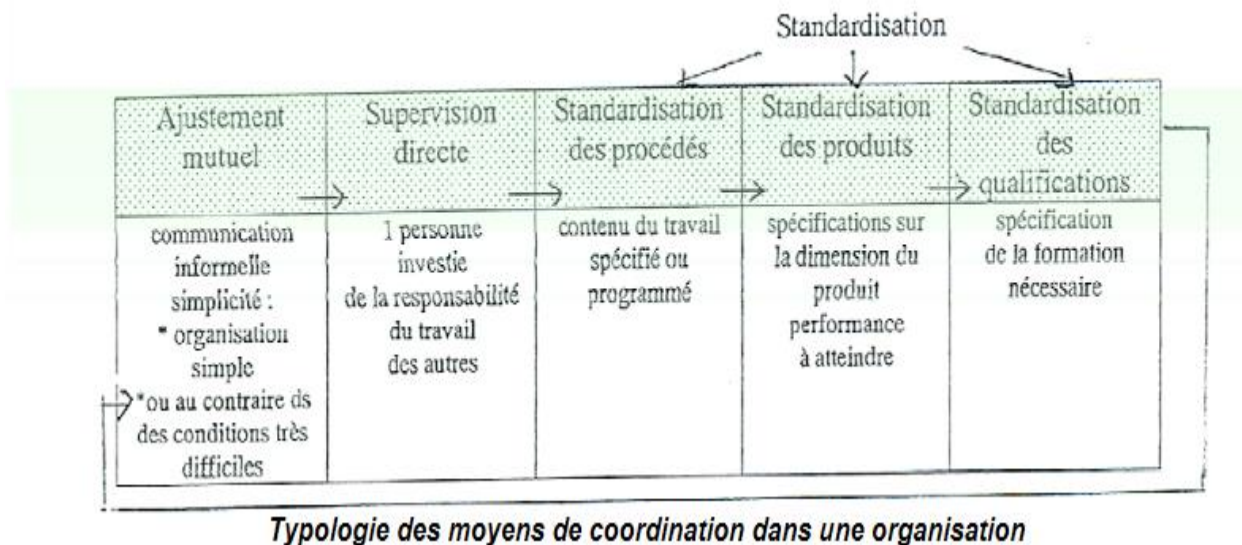 Standardisation
Ajustement
mutuel
Supervision
directe
Standardisation
des procédés
Standardisation
des produits
Standardisation
des
qualifications
communication
informelle
simplicité :
* organisation
simple
*ou au contraire ds
des conditions très
difficiles
1 personne
investie
de la responsabilité
du travail
des autres
contenu du travail
spécifié ou
programmé
spécifications sur
la dimension du
produit
performance
à atteindre
spécification
de la formation
nécessaire
Typologie des moyens de coordination dans une organisation